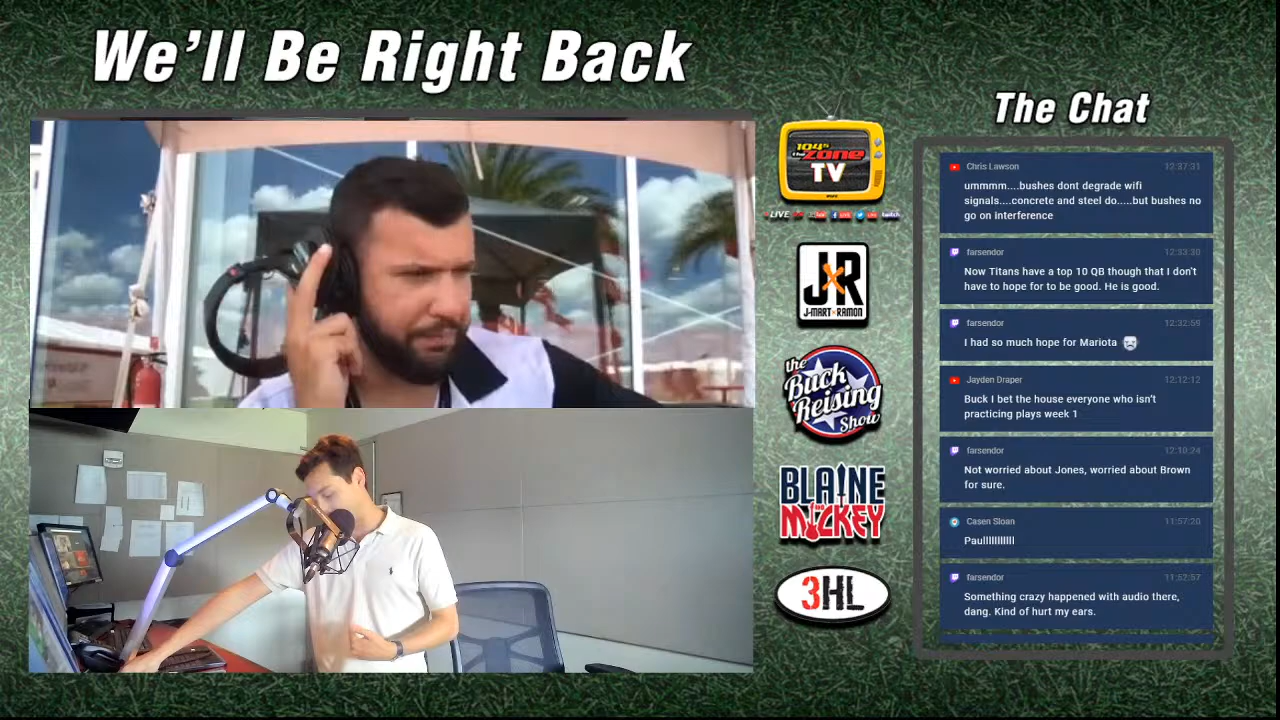 We'll Be Right Back
The Chat
104.5
the zone
TV
LIVE
J x R
J-MART x RAMON
the
Buck
Reising
Show
BLAINE
AND
MICKEY
3HL
Chris Lawson 12:37:31
ummmm....bushes dont degrade wifi
signals....concrete and steel do.....but bushes no
go on interference
farsendor 12:33:30
Now Titans have a top 10 QB though that I don't
have to hope for to be good. He is good.
farsendor 12:32:59
I had so much hope for Mariota
Jayden Draper 12:12:12
Buck I bet the house everyone who isn't
practicing plays week 1
farsendor 12:10:24
Not worried about Jones, worried about Brown
for sure.
Casen Sloan 11:57:20
Paulllllllllll
farsendor 11:52:57
Something crazy happened with audio there,
dang. Kind of hurt my ears.